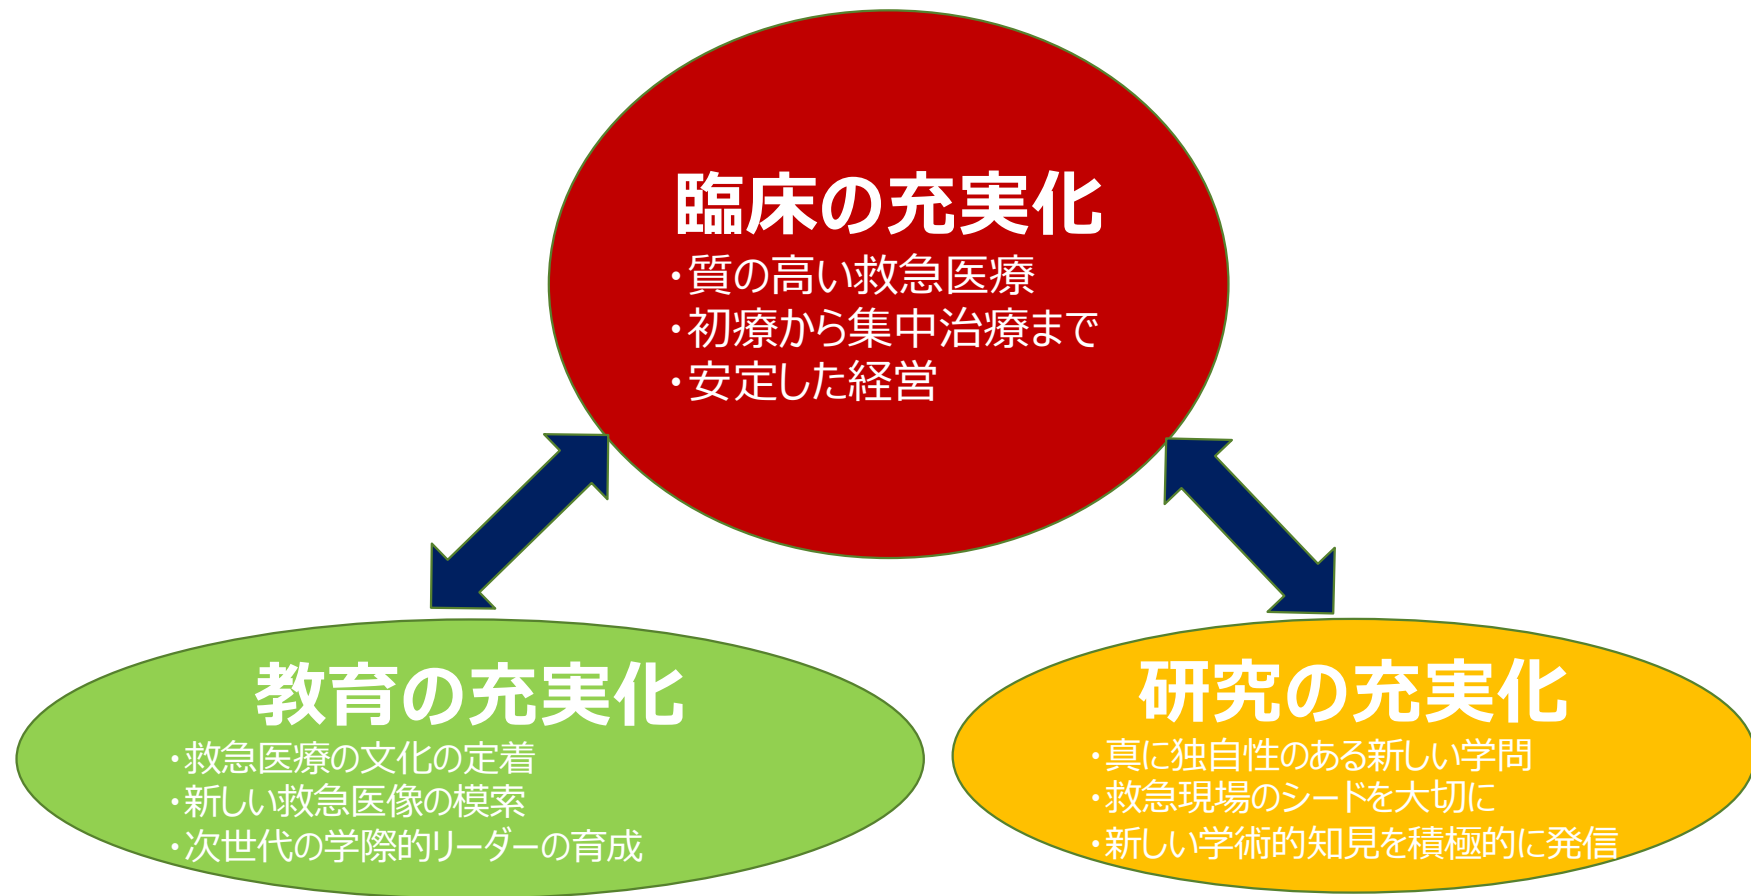 臨床の充実化
・質の高い救急医療
・初療から集中治療まで
・安定した経営
教育の充実化
・救急医療の文化の定着
・新しい救急医像の模索
・次世代の学際的リーダーの育成
研究の充実化
・真に独自性のある新しい学問
・救急現場のシードを大切に
・新しい学術的知見を積極的に発信